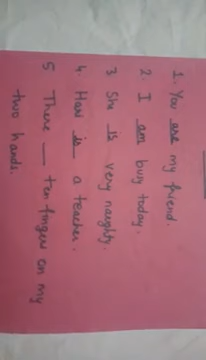 1. You are my friend.
2. I am busy today.
3 She is very naughty.
4. Hari is a teacher.
5 There __ ten fingers on my
two hands.